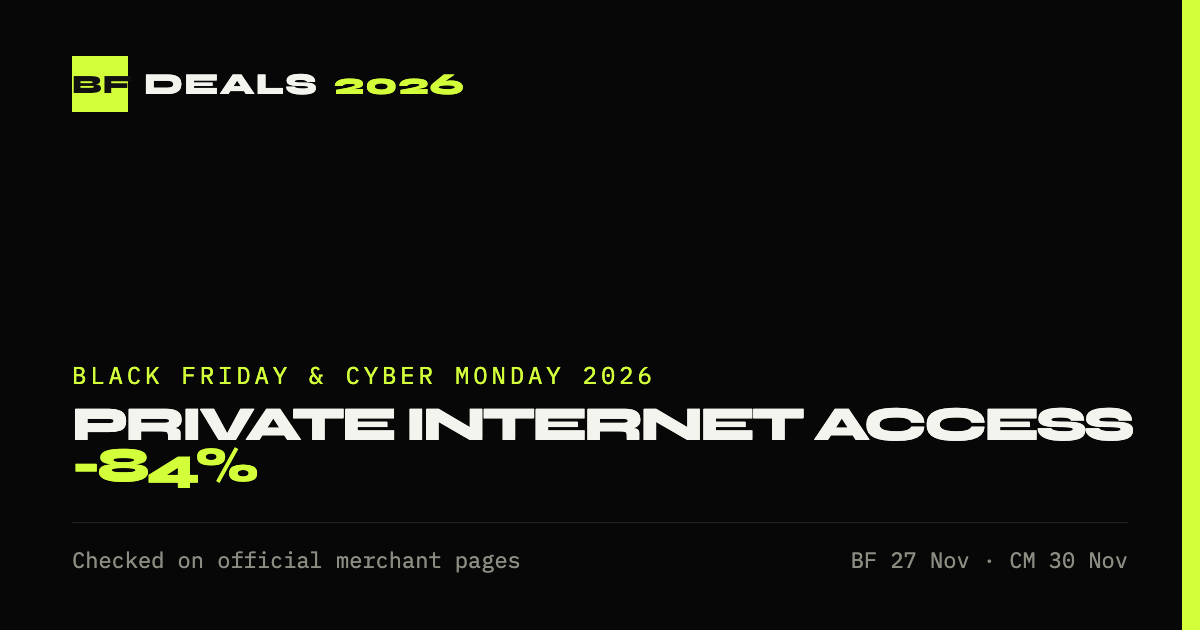 BF DEALS 2026
BLACK FRIDAY & CYBER MONDAY 2026
PRIVATE INTERNET ACCESS
-84%
Checked on official merchant pages
BF 27 Nov · CM 30 Nov